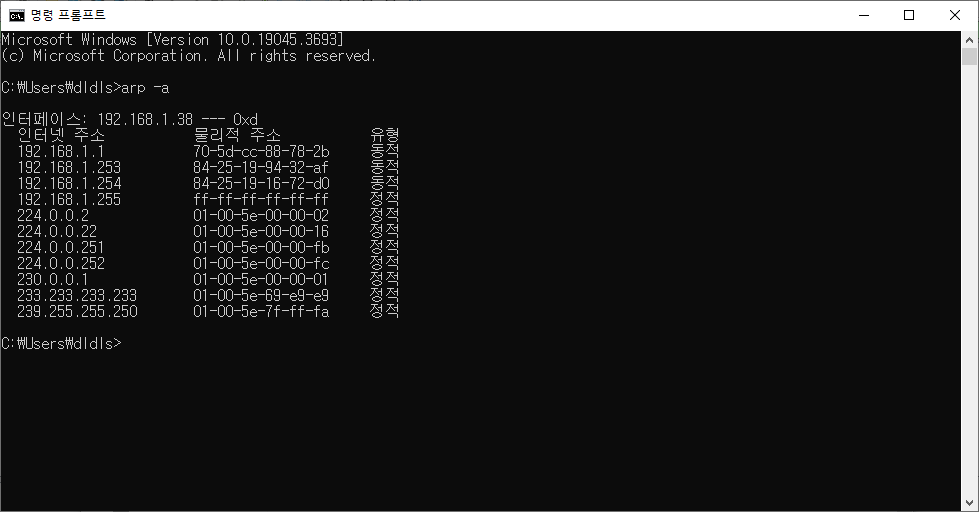 명령 프롬프트
Microsoft Windows [Version 10.0.19045.3693]
(c) Microsoft Corporation. All rights reserved.
C:₩Users₩dldls>arp -a
인터페이스: 192.168.1.38 --- 0xd
인터넷 주소 물리적 주소 유형
192.168.1.1 70-5d-cc-88-78-2b 동적
192.168.1.253 84-25-19-94-32-af 동적
192.168.1.254 84-25-19-16-72-d0 동적
192.168.1.255 ff-ff-ff-ff-ff-ff 정적
224.0.0.2 01-00-5e-00-00-02 정적
224.0.0.22 01-00-5e-00-00-16 정적
224.0.0.251 01-00-5e-00-00-fb 정적
224.0.0.252 01-00-5e-00-00-fc 정적
230.0.0.1 01-00-5e-00-00-01 정적
233.233.233.233 01-00-5e-69-e9-e9 정적
239.255.255.250 01-00-5e-7f-ff-fa 정적
C:₩Users₩dldls>